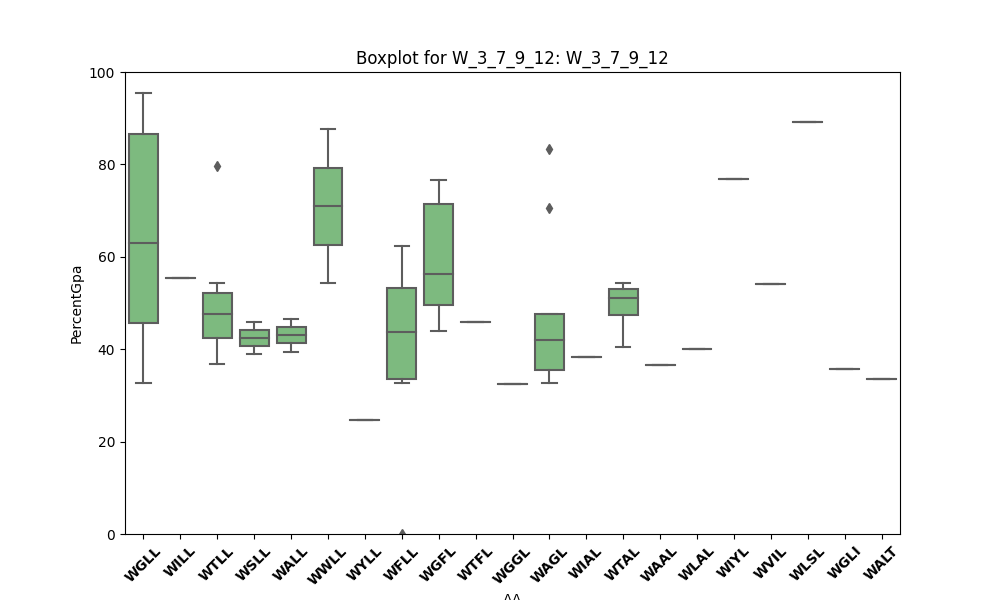 Boxplot for W_3_7_9_12: W_3_7_9_12
PercentGpa
100
80
60
40
20
0
WGLL WILL WTLL WSLL WALL WWLL WYLL WFLL WGFL WTFL WGGL WAGL WIAL WTAL WAAL WLAL WIYL WVIL WLSL WGLI WALT
AA